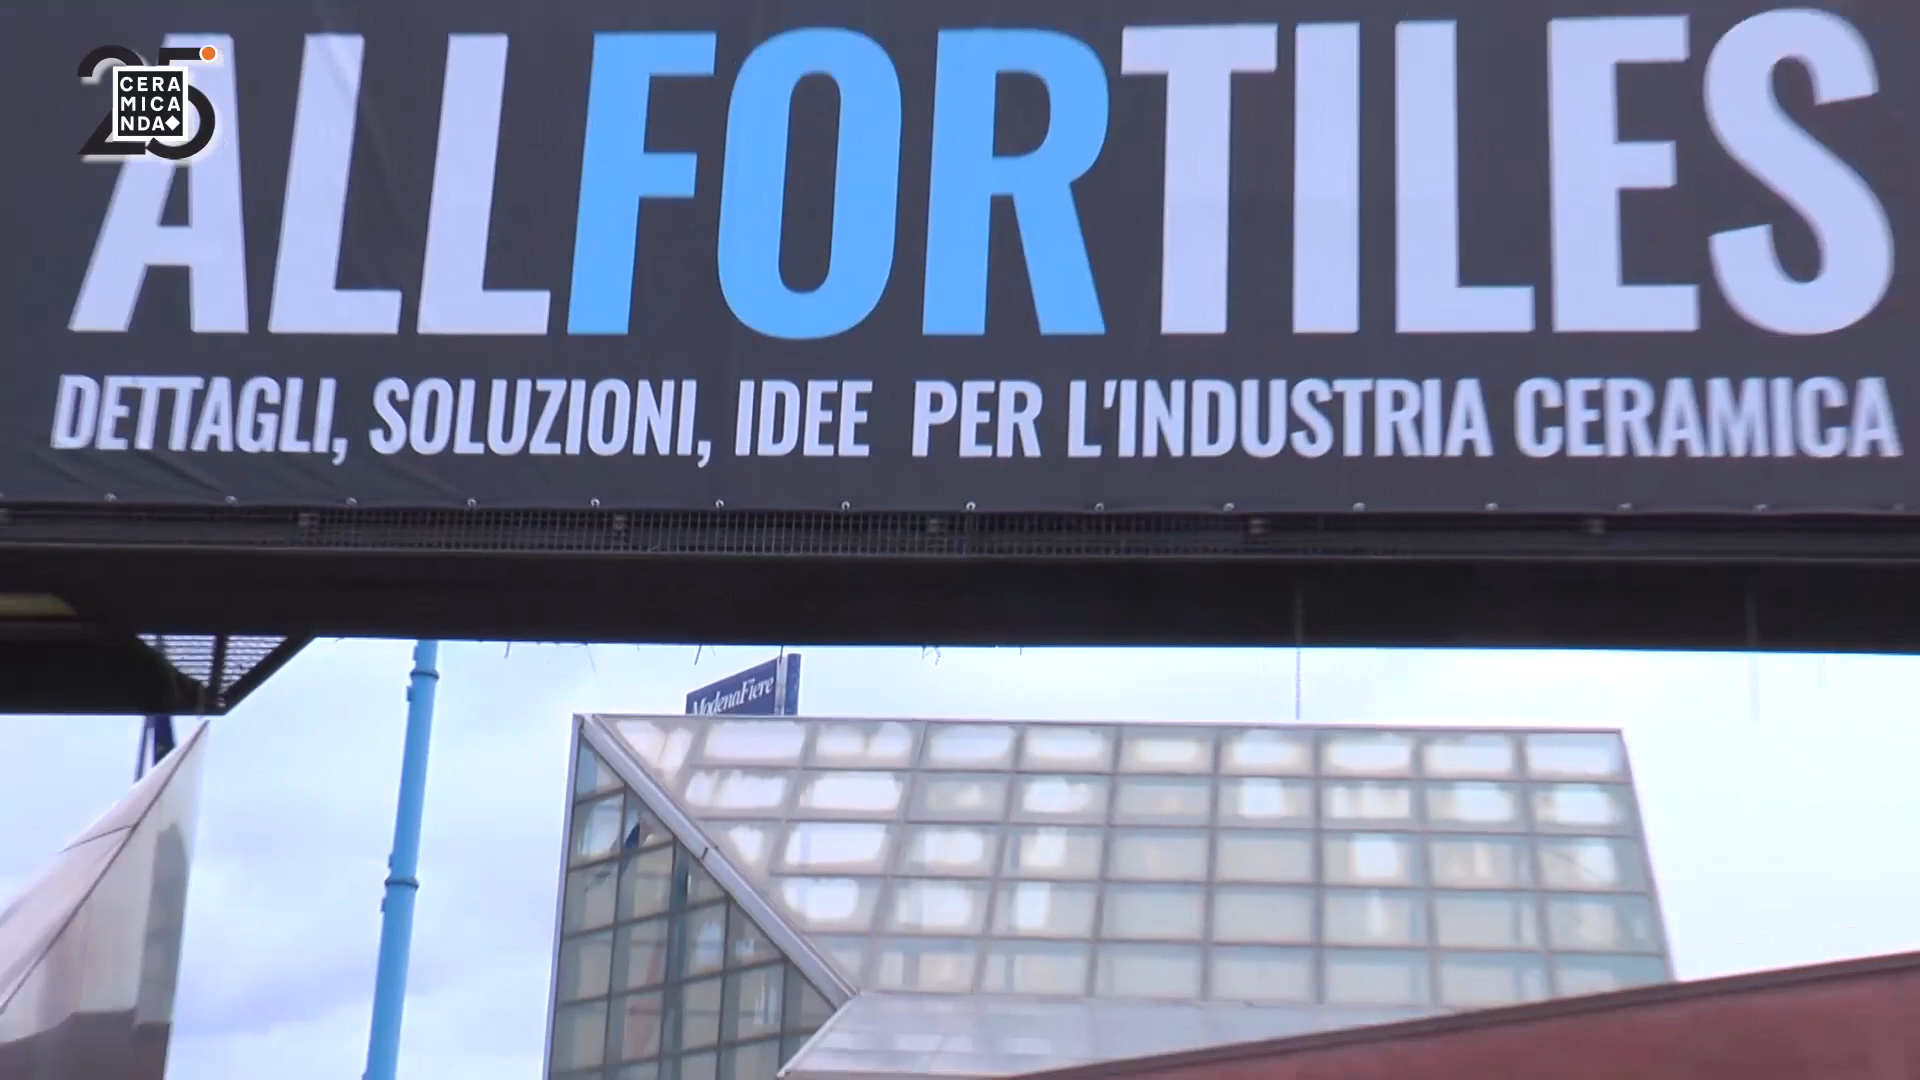 25
CERA
MICA
NDA
ALLFORTILES
DETTAGLI, SOLUZIONI, IDEE PER L'INDUSTRIA CERAMICA
ModenaFiere